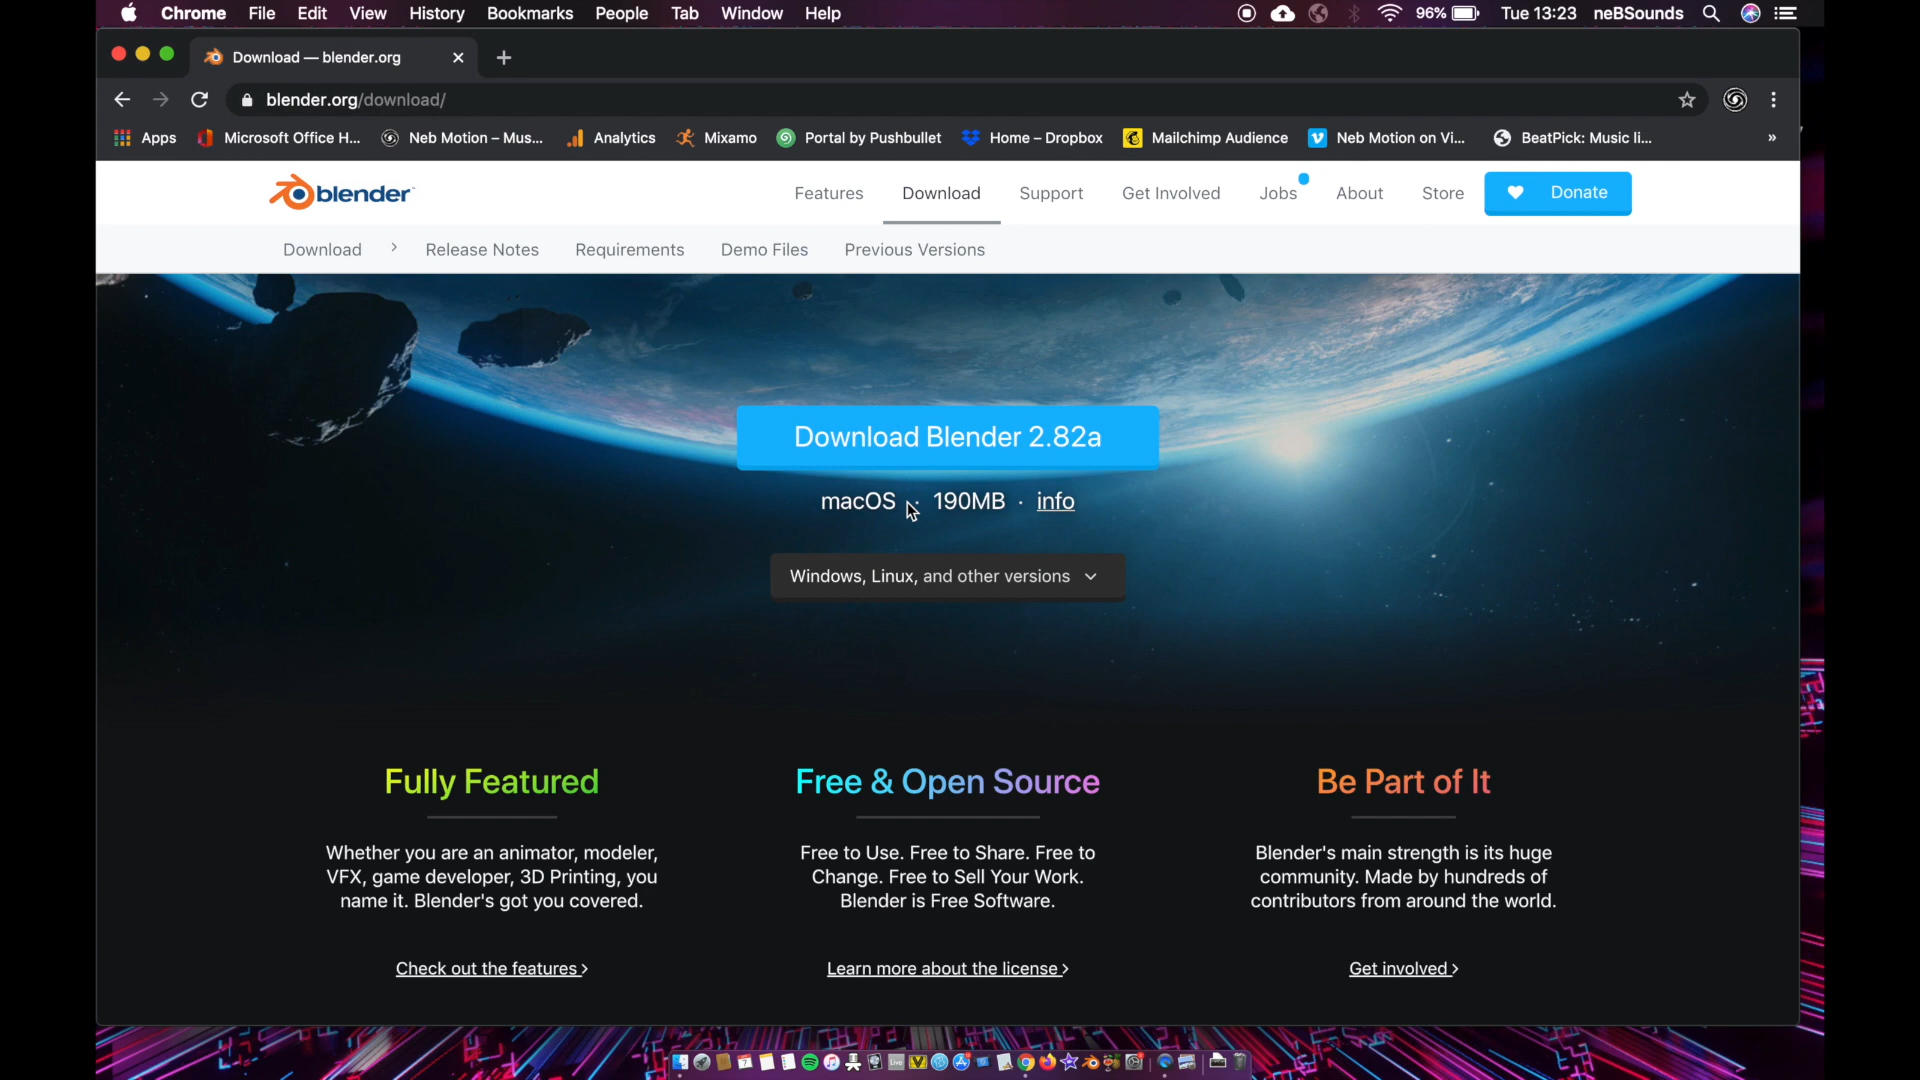 Chrome File Edit View History Bookmarks People Tab Window Help 96% Tue 13:23 neBSounds
Download — blender.org
blender.org/download/
Apps Microsoft Office H... Neb Motion – Mus... Analytics Mixamo Portal by Pushbullet Home – Dropbox Mailchimp Audience Neb Motion on Vi... BeatPick: Music li... »
blender Features Download Support Get Involved Jobs About Store Donate
Download > Release Notes Requirements Demo Files Previous Versions
Download Blender 2.82a
macOS · 190MB · info
Windows, Linux, and other versions
Fully Featured
Whether you are an animator, modeler,
VFX, game developer, 3D Printing, you
name it. Blender's got you covered.
Check out the features >
Free & Open Source
Free to Use. Free to Share. Free to
Change. Free to Sell Your Work.
Blender is Free Software.
Learn more about the license >
Be Part of It
Blender's main strength is its huge
community. Made by hundreds of
contributors from around the world.
Get involved >